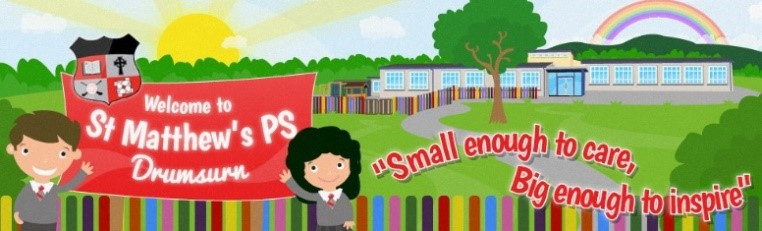 Welcome to
St Matthew's PS
Drumsurn
"Small enough to care,
Big enough to inspire"